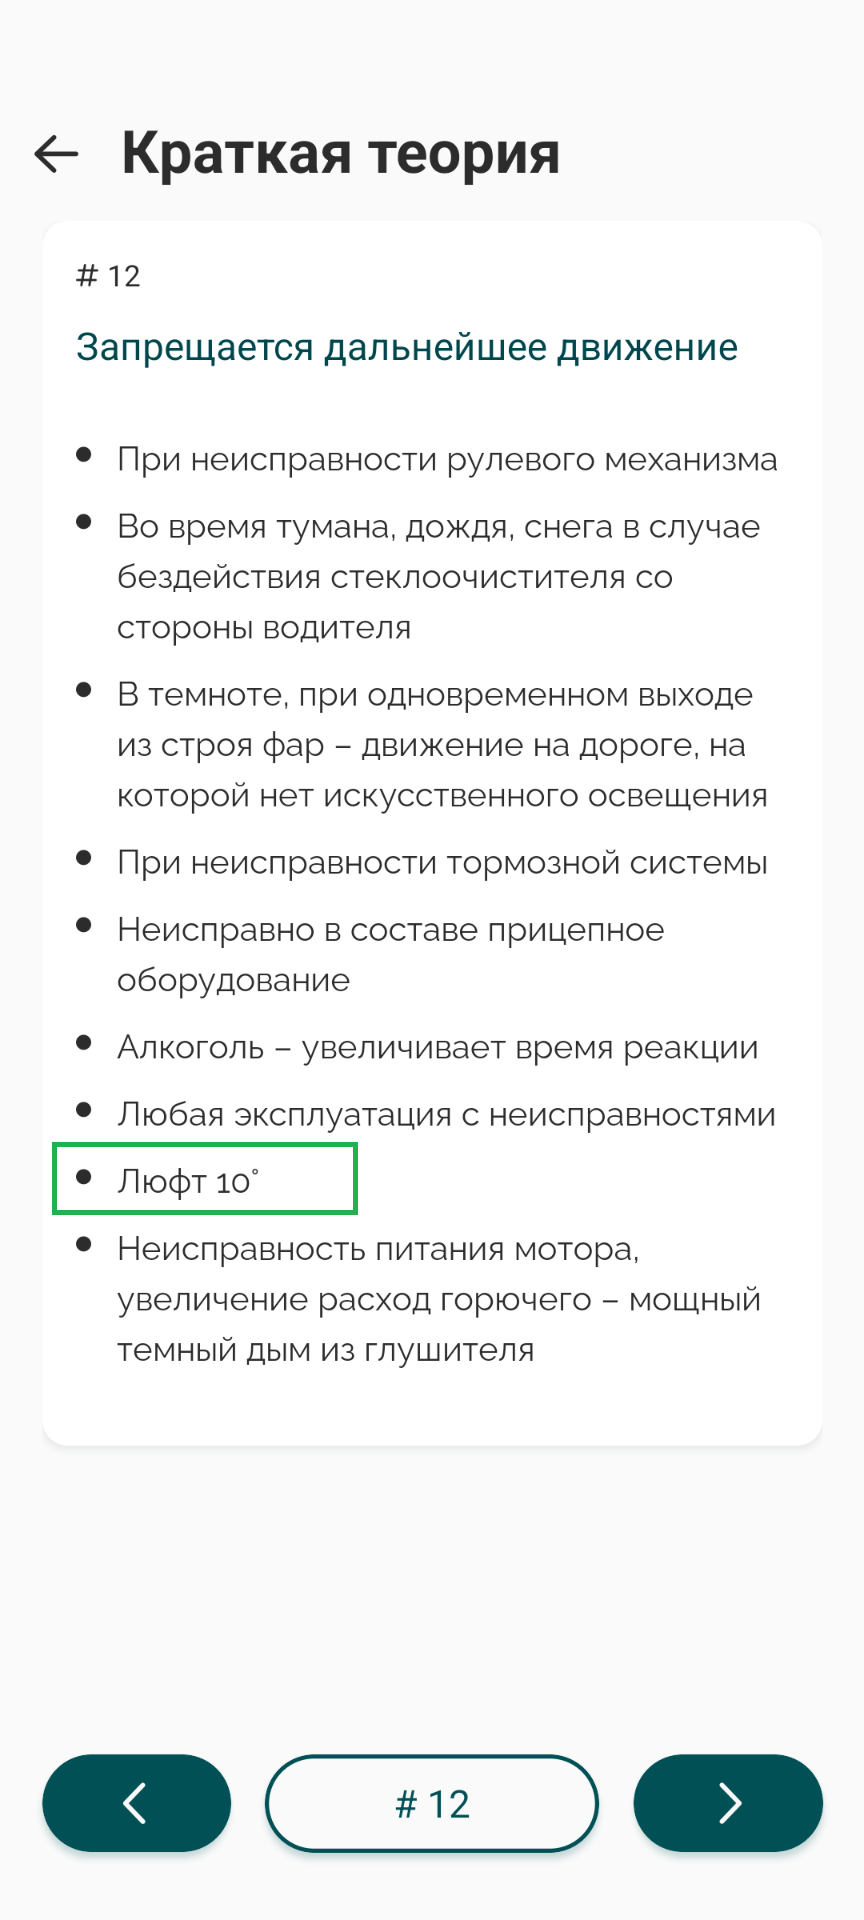 Краткая теория
# 12
Запрещается дальнейшее движение
• При неисправности рулевого механизма
• Во время тумана, дождя, снега в случае
бездействия стеклоочистителя со
стороны водителя
• В темноте, при одновременном выходе
из строя фар – движение на дороге, на
которой нет искусственного освещения
• При неисправности тормозной системы
• Неисправно в составе прицепное
оборудование
• Алкоголь – увеличивает время реакции
• Любая эксплуатация с неисправностями
• Люфт 10°
• Неисправность питания мотора,
увеличение расход горючего – мощный
темный дым из глушителя
# 12